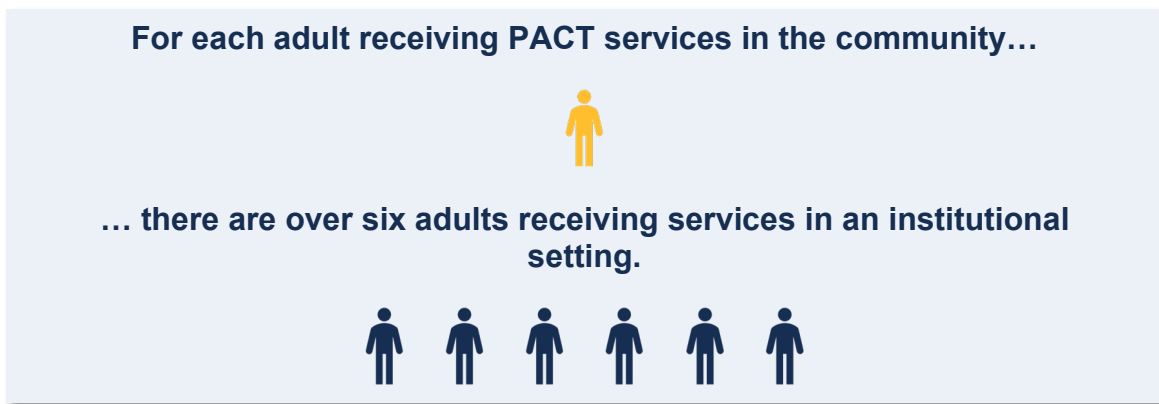 For each adult receiving PACT services in the community…
… there are over six adults receiving services in an institutional
setting.